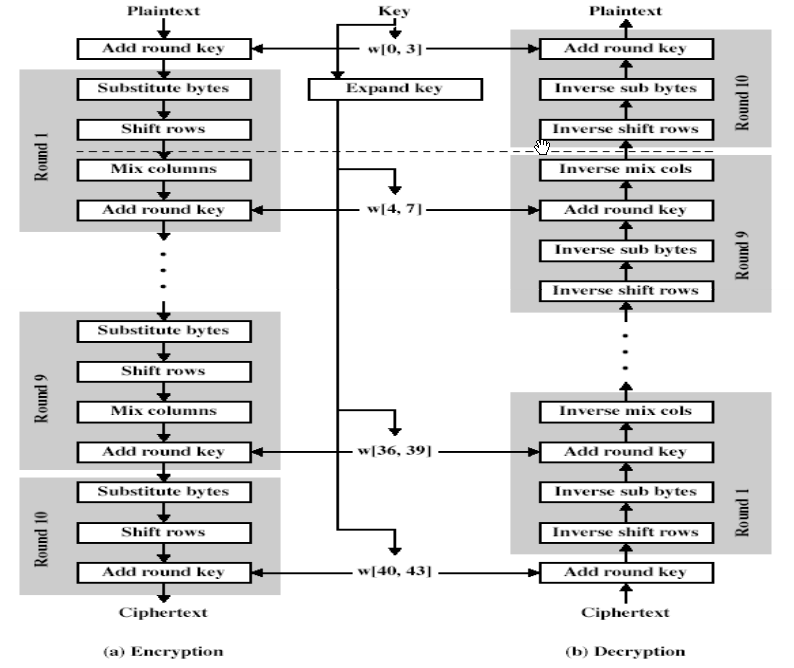 Plaintext
Key
Plaintext
Add round key
w[0, 3]
Add round key
Round 1
Substitute bytes
Expand key
Inverse sub bytes
Round 10
Shift rows
Inverse shift rows
Mix columns
Inverse mix cols
Add round key
w[4, 7]
Add round key
Round 9
Inverse sub bytes
Inverse shift rows
Round 9
Substitute bytes
Shift rows
Mix columns
Inverse mix cols
Add round key
w[36, 39]
Add round key
Round 10
Substitute bytes
Inverse sub bytes
Round 1
Shift rows
Inverse shift rows
Add round key
w[40, 43]
Add round key
Ciphertext
Ciphertext
(a) Encryption
(b) Decryption